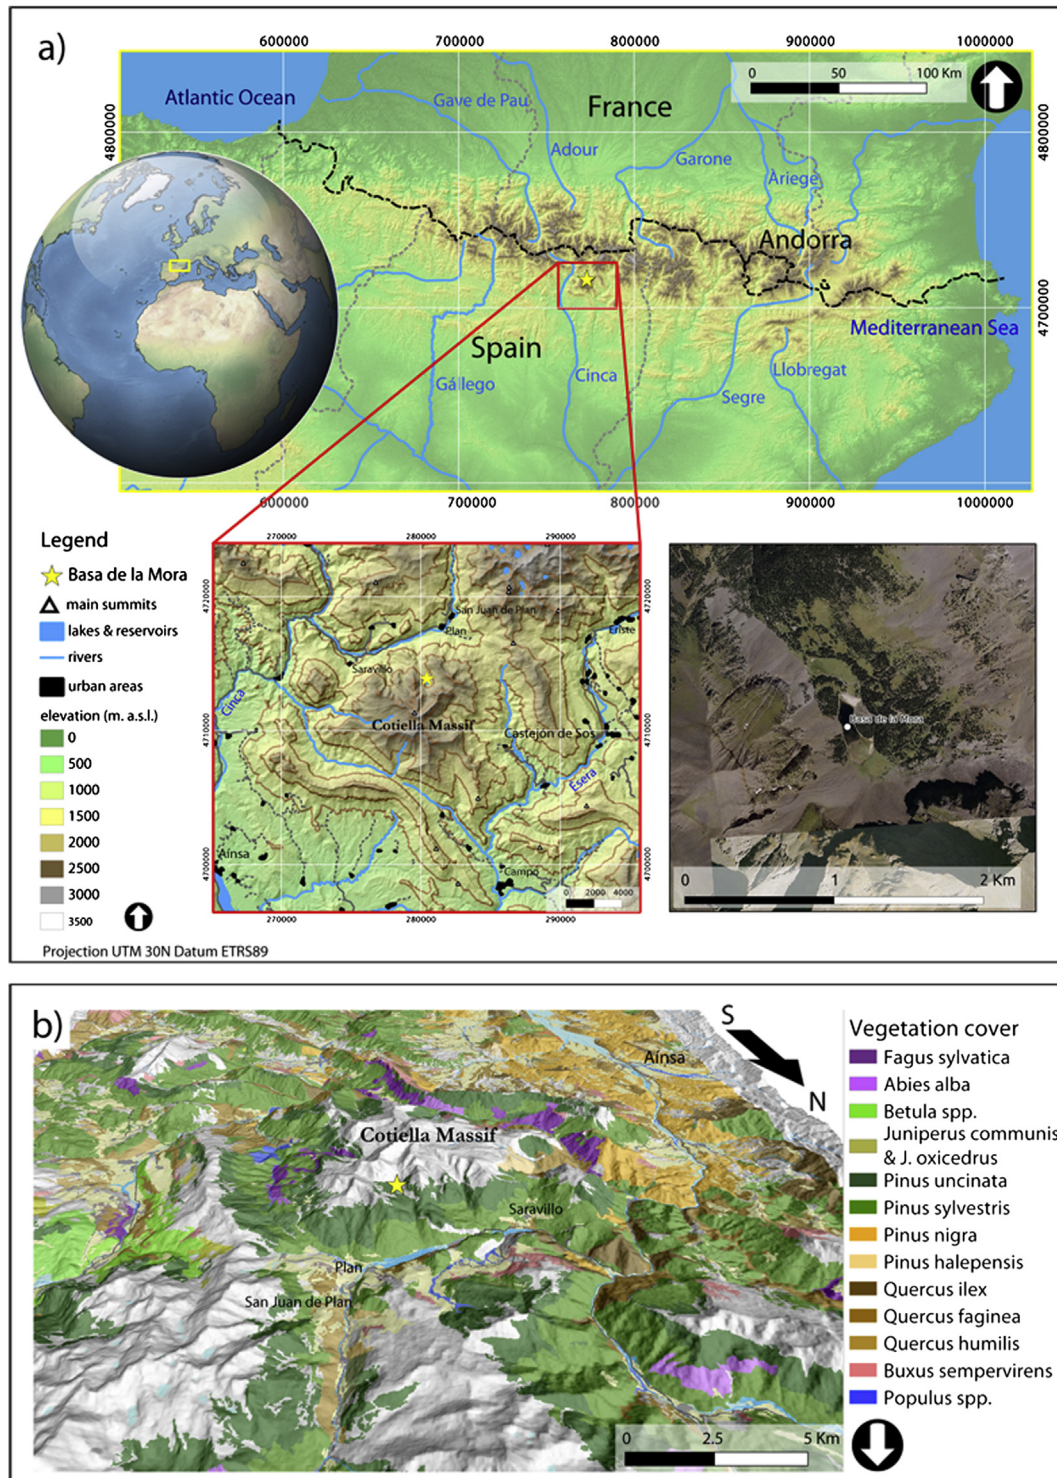 a)
600000 700000 800000 900000 1000000
0 50 100 Km
Atlantic Ocean
Gave de Pau
France
4800000
4800000
Adour
Garone
Ariege
Andorra
4700000
Mediterranean Sea
Spain
Gállego
Cinca
Llobregat
Segre
600000 700000 800000 900000 1000000
Legend
Basa de la Mora
main summits
lakes & reservoirs
rivers
urban areas
elevation (m. a.s.l.)
0
500
1000
1500
2000
2500
3000
3500
Projection UTM 30N Datum ETRS89
270000 280000 290000
4720000
4720000
San Juan de Plan
Plan
Eriste
Saravillo
Cinca
Cotiella Massif
Castejón de Sos
4710000
4710000
Esera
Aínsa
4700000
4700000
Campo
0 2000 4000
270000 280000 290000
Basa de la Mora
0 1 2 Km
b)
S
N
Aínsa
Cotiella Massif
Saravillo
Plan
San Juan de Plan
0 2.5 5 Km
Vegetation cover
Fagus sylvatica
Abies alba
Betula spp.
Juniperus communis
& J. oxicedrus
Pinus uncinata
Pinus sylvestris
Pinus nigra
Pinus halepensis
Quercus ilex
Quercus faginea
Quercus humilis
Buxus sempervirens
Populus spp.